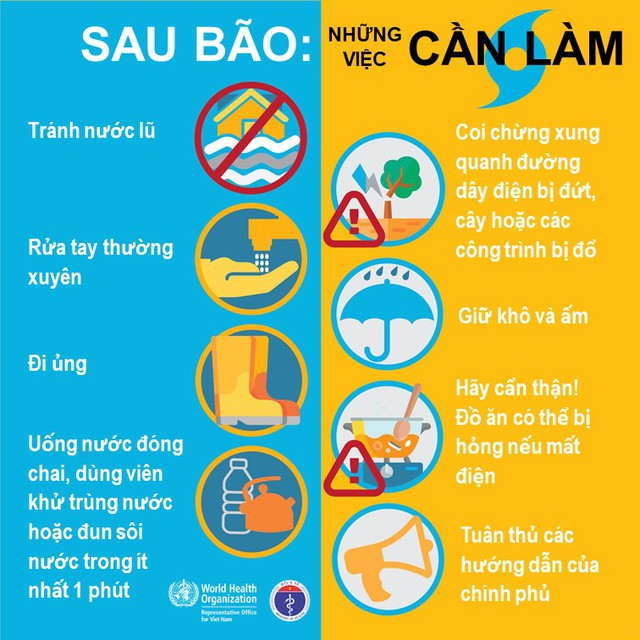 SAU BÃO:
NHỮNG
VIỆC
CẦN LÀM
Tránh nước lũ
Rửa tay thường
xuyên
Đi ủng
Uống nước đóng
chai, dùng viên
khử trùng nước
hoặc đun sôi
nước trong ít
nhất 1 phút
World Health
Organization
Representative Office
for Viet Nam
Coi chừng xung
quanh đường
dây điện bị đứt,
cây hoặc các
công trình bị đổ
Giữ khô và ấm
Hãy cẩn thận!
Đồ ăn có thể bị
hỏng nếu mất
điện
Tuân thủ các
hướng dẫn của
chính phủ